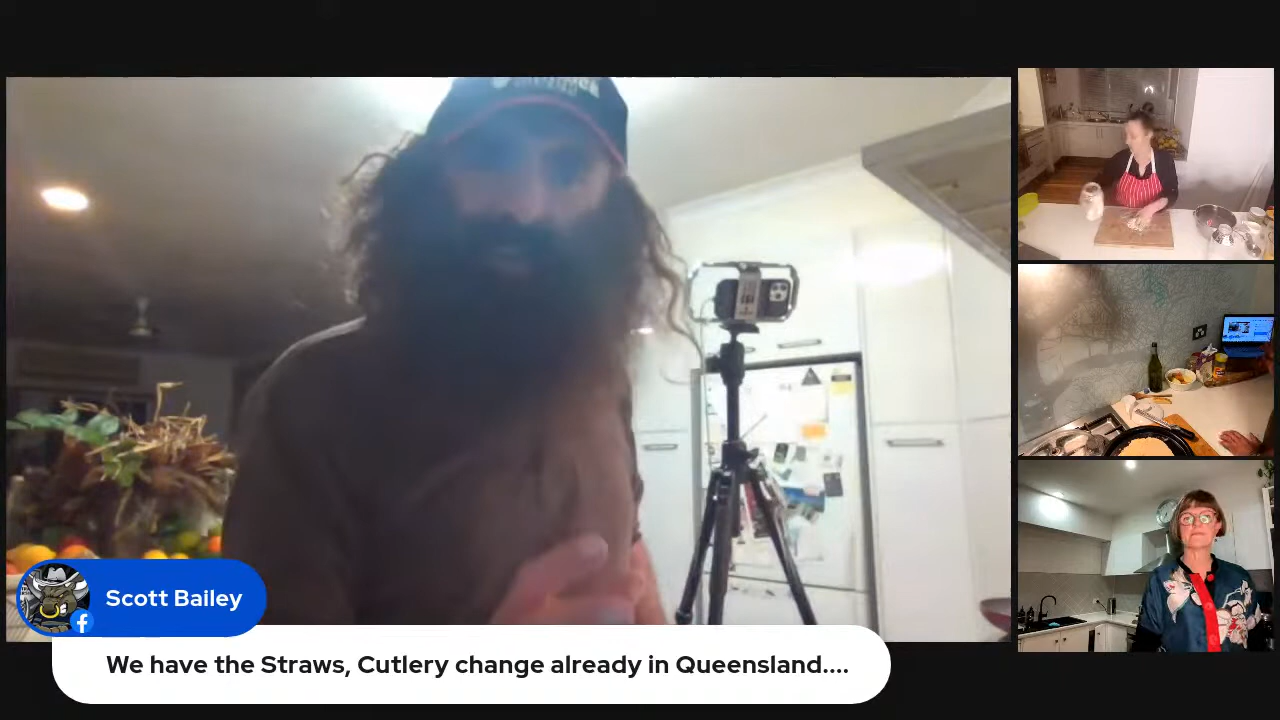 Scott Bailey
We have the Straws, Cutlery change already in Queensland....